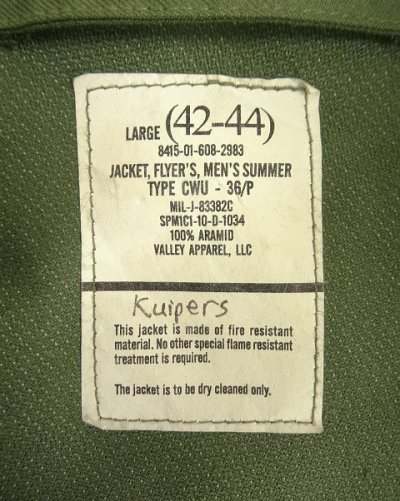 LARGE (42-44)
8415-01-608-2983
JACKET, FLYER'S, MEN'S SUMMER
TYPE CWU - 36/P
MIL-J-83382C
SPM1C1-10-D-1034
100% ARAMID
VALLEY APPAREL, LLC
Kuipers
This jacket is made of fire resistant
material. No other special flame resistant
treatment is required.
The jacket is to be dry cleaned only.